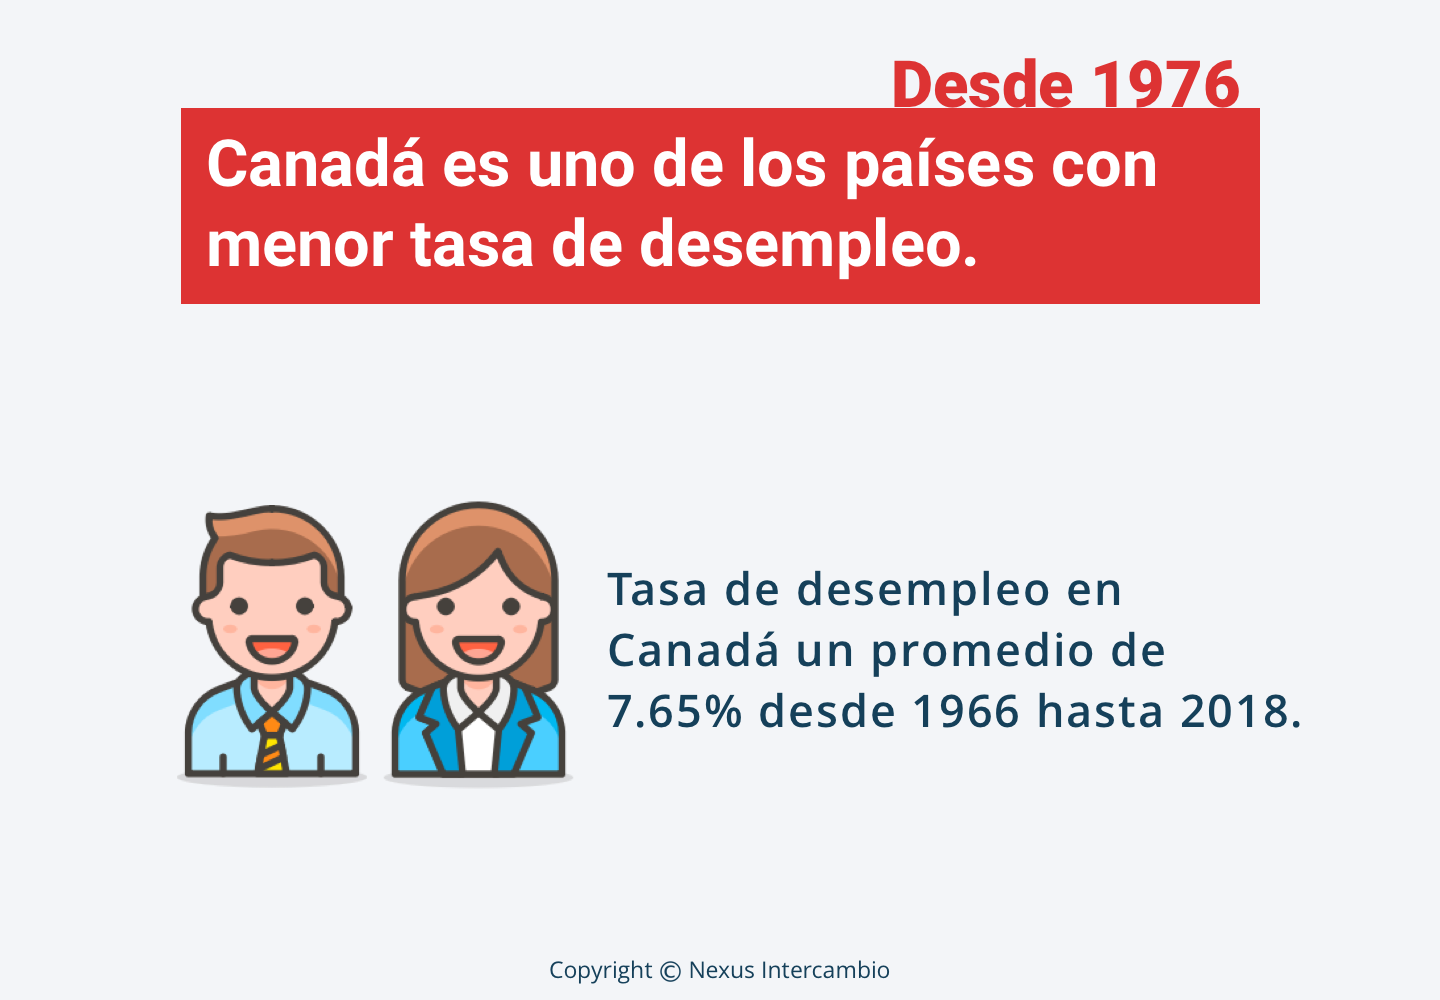 Desde 1976
Canadá es uno de los países con
menor tasa de desempleo.
Tasa de desempleo en
Canadá un promedio de
7.65% desde 1966 hasta 2018.
Copyright © Nexus Intercambio